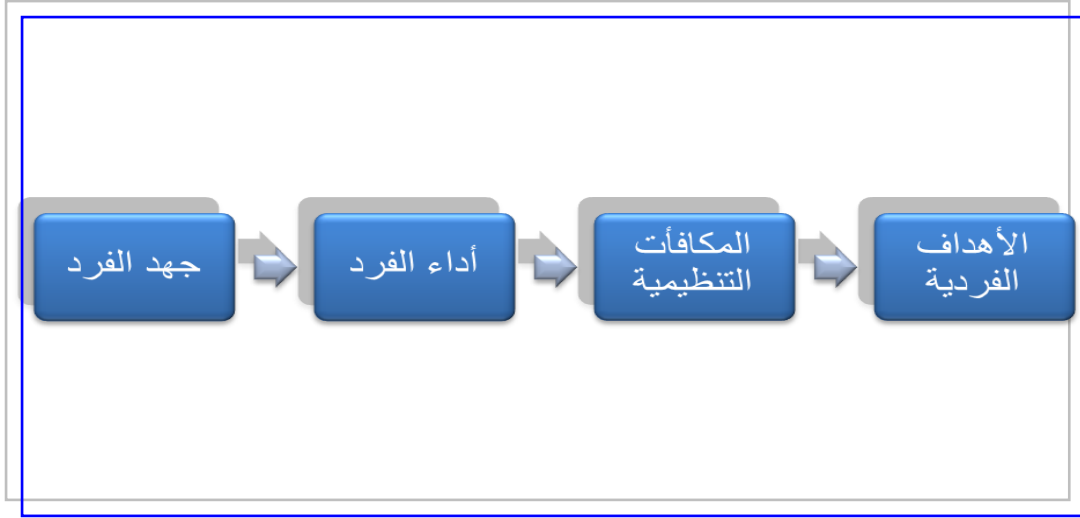 جهد الفرد
أداء الفرد
المكافأت
التنظيمية
الأهداف
الفردية